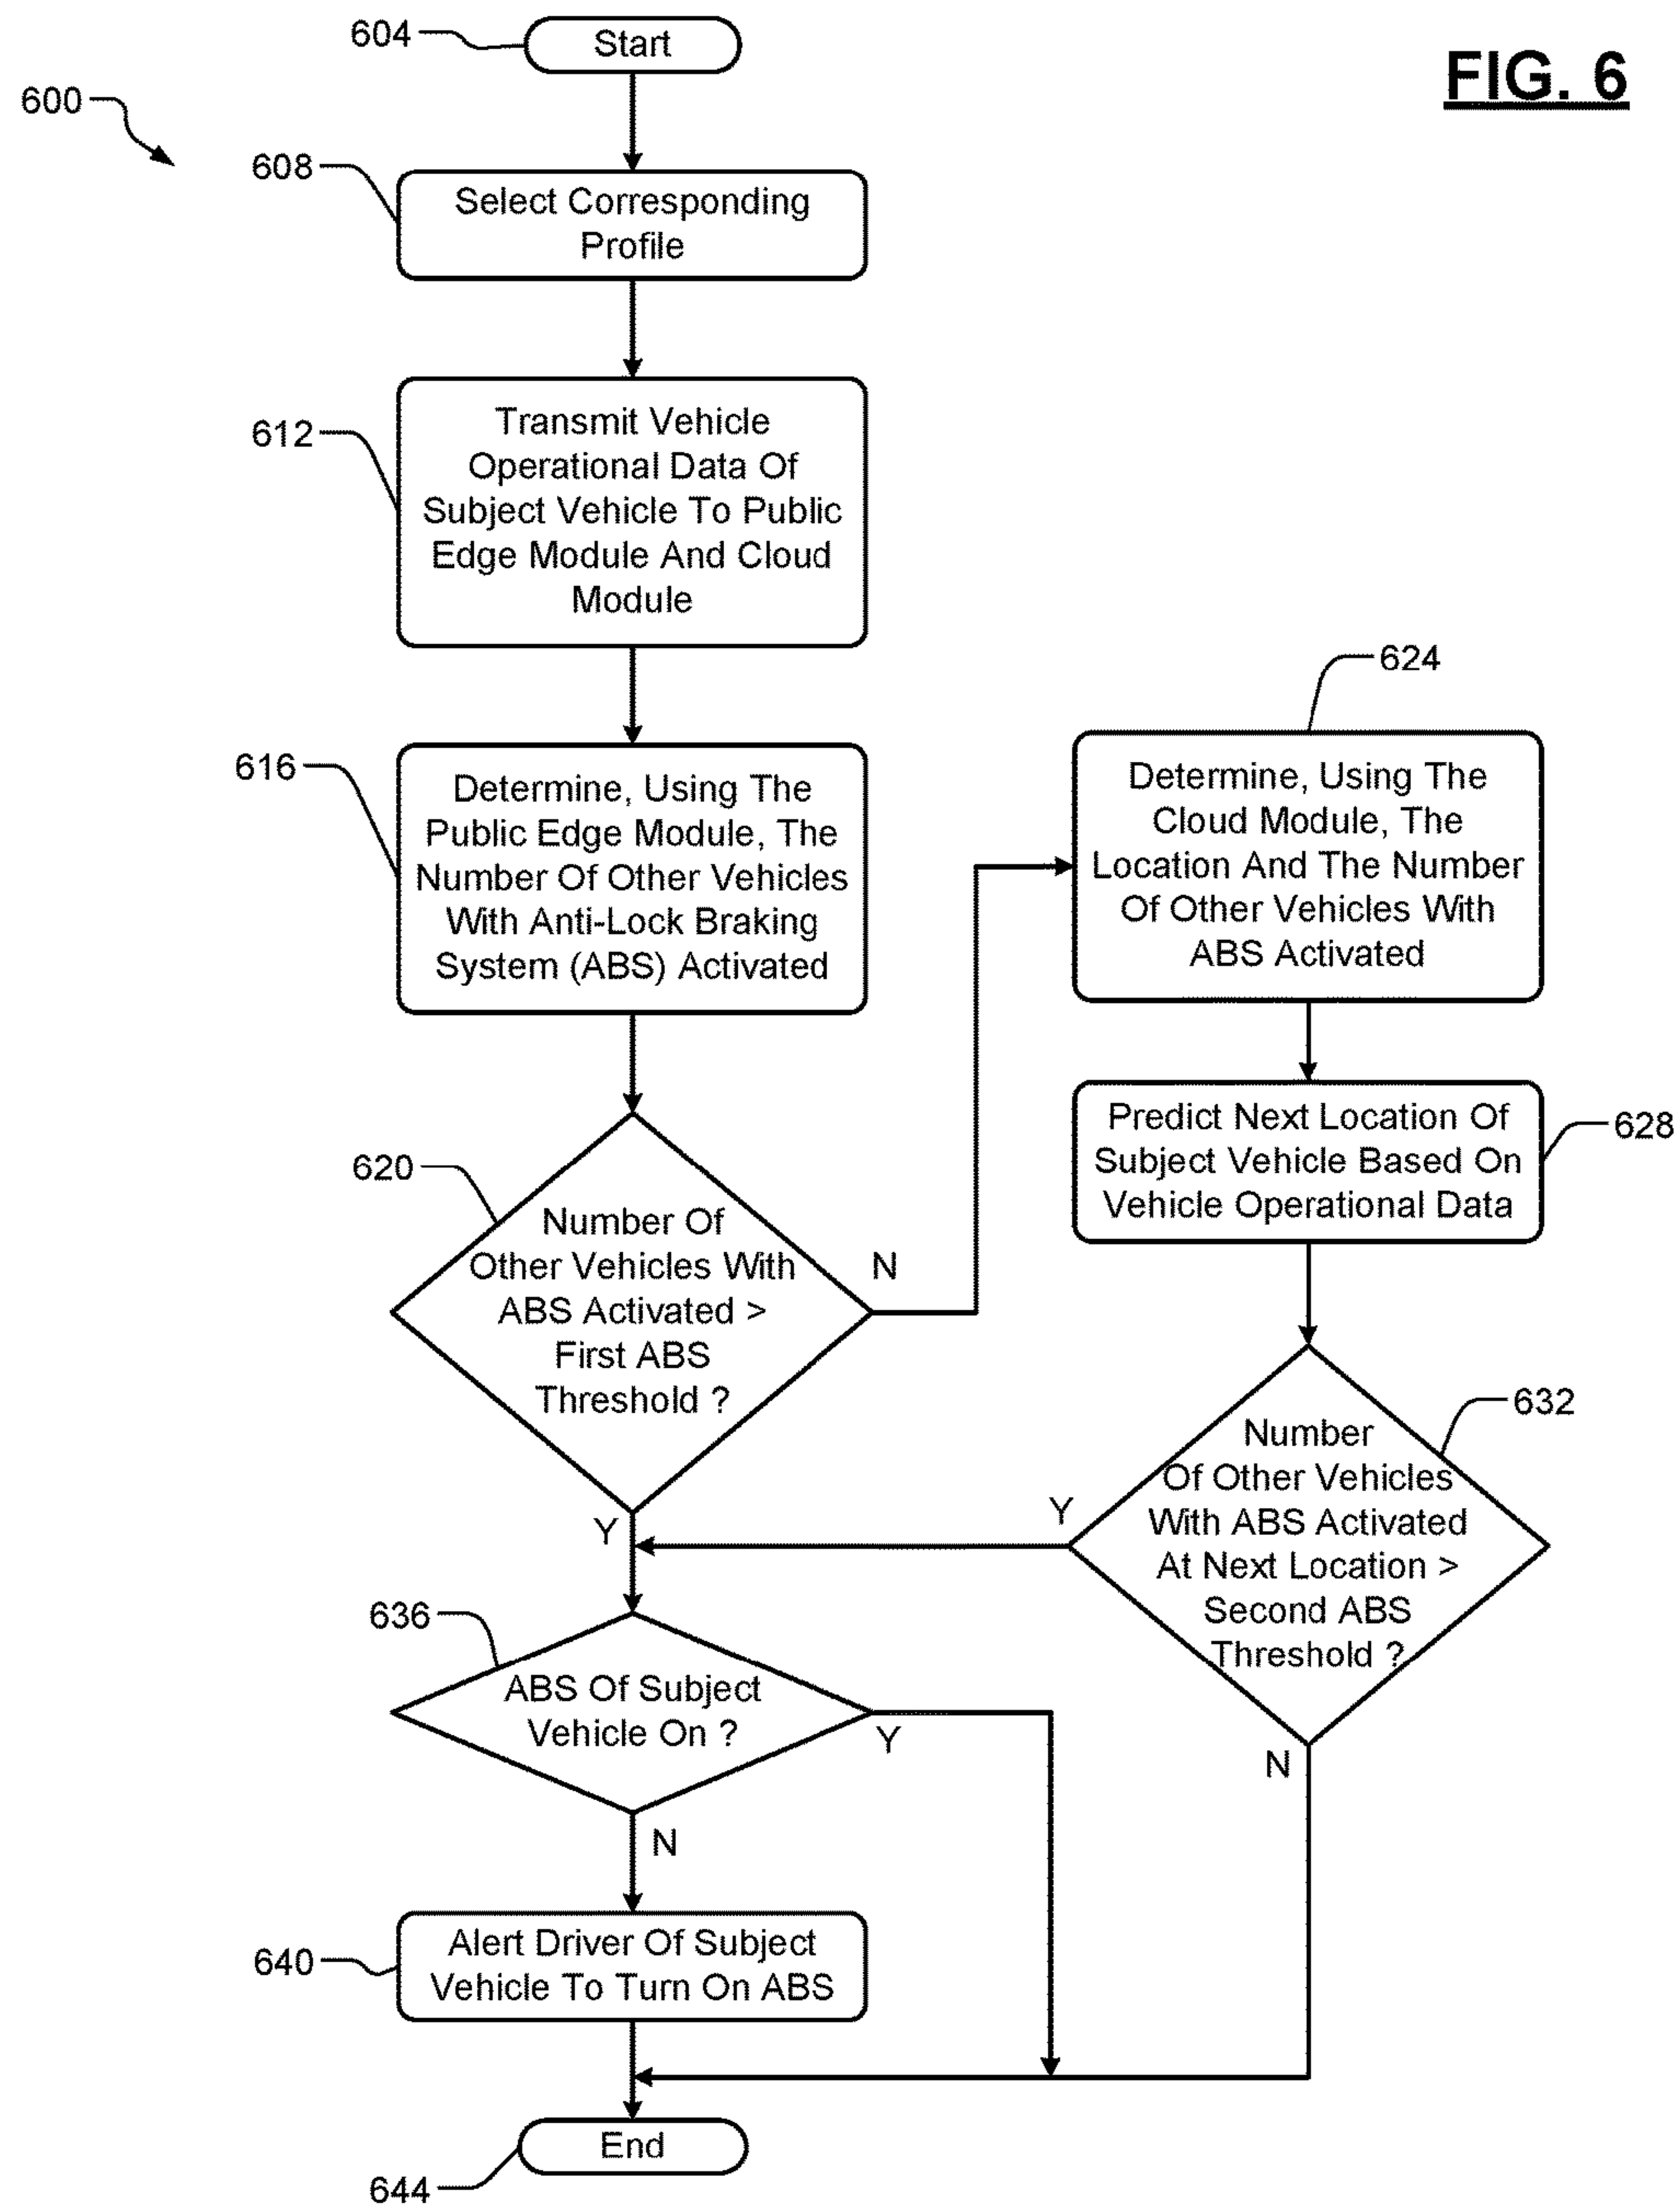 FIG. 6
600
604
Start
608
Select Corresponding
Profile
612
Transmit Vehicle
Operational Data Of
Subject Vehicle To Public
Edge Module And Cloud
Module
616
Determine, Using The
Public Edge Module, The
Number Of Other Vehicles
With Anti-Lock Braking
System (ABS) Activated
620
Number Of
Other Vehicles With
ABS Activated >
First ABS
Threshold ?
N
Y
624
Determine, Using The
Cloud Module, The
Location And The Number
Of Other Vehicles With
ABS Activated
628
Predict Next Location Of
Subject Vehicle Based On
Vehicle Operational Data
632
Number
Of Other Vehicles
With ABS Activated
At Next Location >
Second ABS
Threshold ?
Y
N
636
ABS Of Subject
Vehicle On ?
Y
N
640
Alert Driver Of Subject
Vehicle To Turn On ABS
End
644